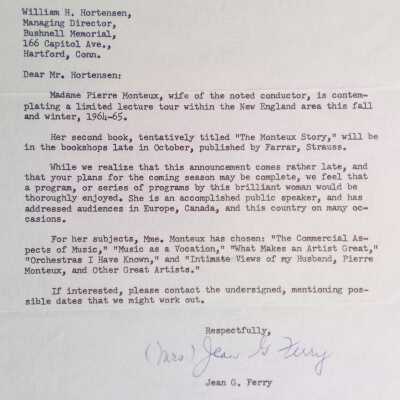 William H. Hortensen,
Managing Director,
Bushnell Memorial,
166 Capitol Ave.,
Hartford, Conn.
Dear Mr. Hortensen:
Madame Pierre Monteux, wife of the noted conductor, is contem-
plating a limited lecture tour within the New England area this fall
and winter, 1964-65.
Her second book, tentatively titled "The Monteux Story," will be
in the bookshops late in October, published by Farrar, Strauss.
While we realize that this announcement comes rather late, and
that your plans for the coming season may be complete, we feel that
a program, or series of programs by this brilliant woman would be
thoroughly enjoyed. She is an accomplished public speaker, and has
addressed audiences in Europe, Canada, and this country on many oc-
casions.
For her subjects, Mme. Monteux has chosen: "The Commercial As-
pects of Music," "Music as a Vocation," "What Makes an Artist Great,"
"Orchestras I Have Known," and "Intimate Views of my Husband, Pierre
Monteux, and Other Great Artists."
If interested, please contact the undersigned, mentioning pos-
sible dates that we might work out.
Respectfully,
(Mrs) Jean G Ferry
Jean G. Ferry